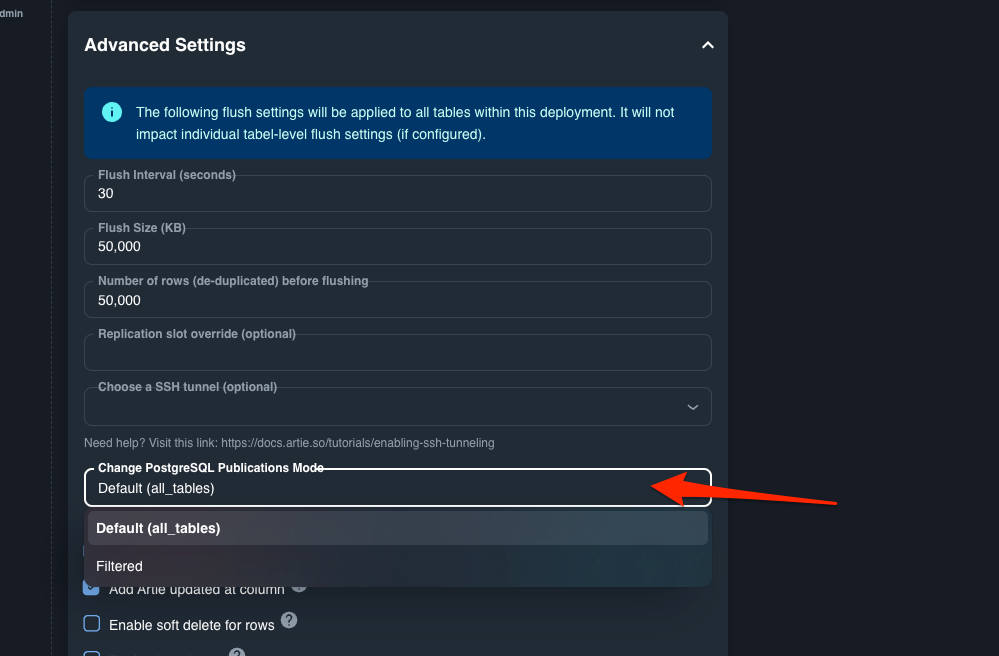 dmin
Advanced Settings
The following flush settings will be applied to all tables within this deployment. It will not
impact individual tabel-level flush settings (if configured).
Flush Interval (seconds)
30
Flush Size (KB)
50,000
Number of rows (de-duplicated) before flushing
50,000
Replication slot override (optional)
Choose a SSH tunnel (optional)
Need help? Visit this link: https://docs.artie.so/tutorials/enabling-ssh-tunneling
Change PostgreSQL Publications Mode
Default (all_tables)
Default (all_tables)
Filtered
Add Artie updated at column
Enable soft delete for rows